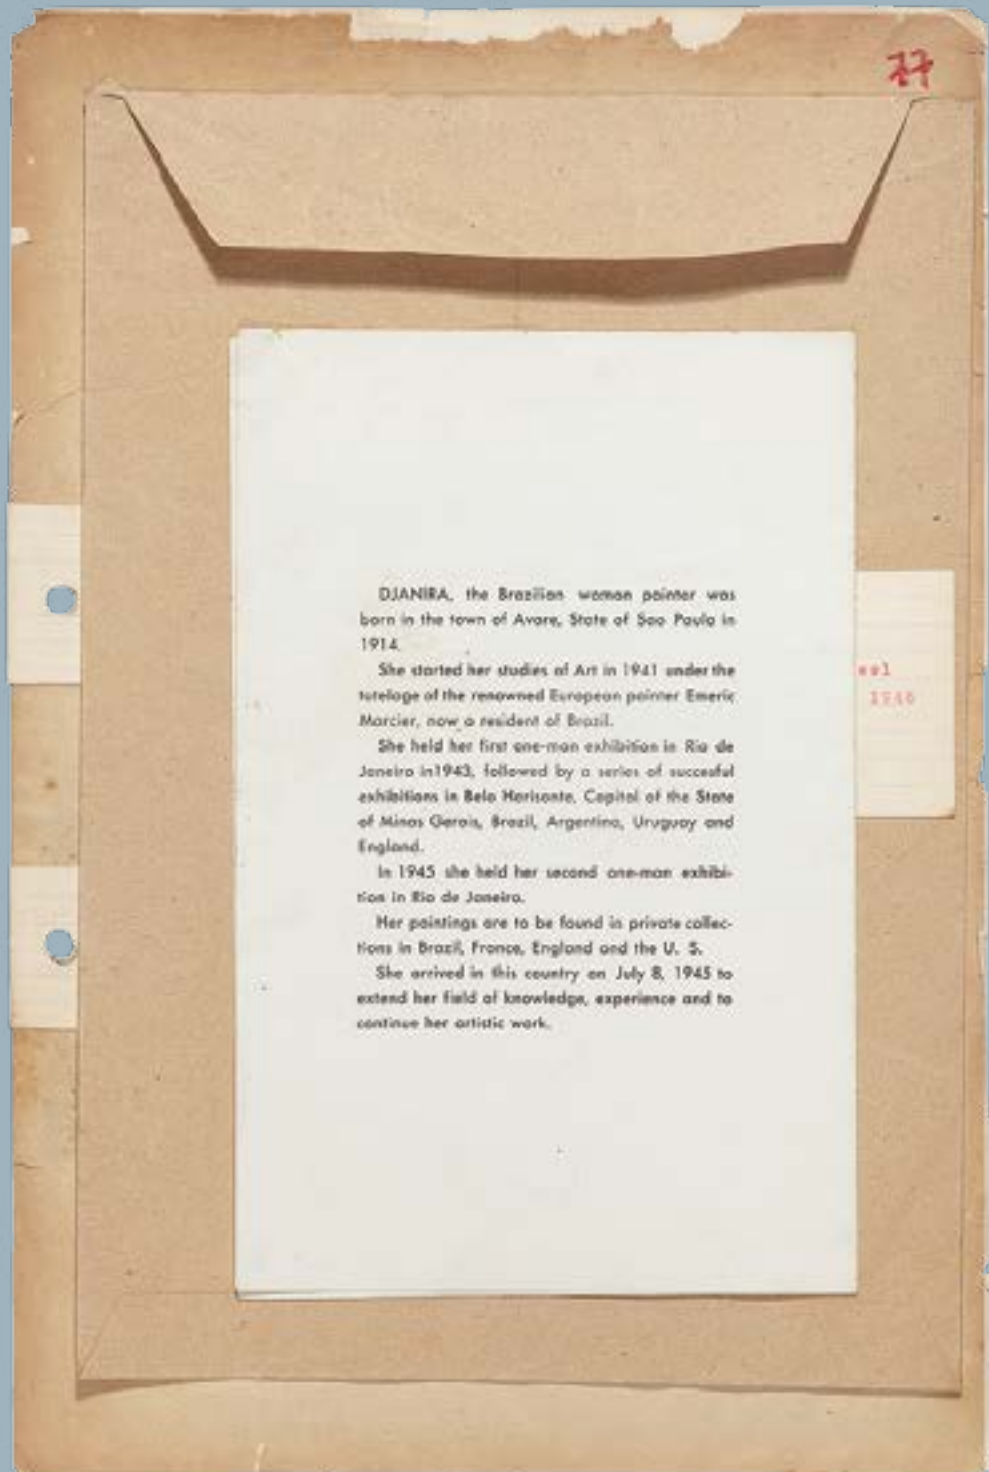 77
DJANIRA, the Brazilian woman painter was
born in the town of Avare, State of Sao Paulo in
1914.
She started her studies of Art in 1941 under the
tutelage of the renowned European painter Emeric
Marcier, now a resident of Brazil.
She held her first one-man exhibition in Rio de
Janeiro in1943, followed by a series of succesful
exhibitions in Belo Horisonte, Capital of the State
of Minas Gerais, Brazil, Argentina, Uruguay and
England.
In 1945 she held her second one-man exhibi-
tion in Rio de Janeiro.
Her paintings are to be found in private collec-
tions in Brazil, France, England and the U. S.
She arrived in this country on July 8, 1945 to
extend her field of knowledge, experience and to
continue her artistic work.
1946